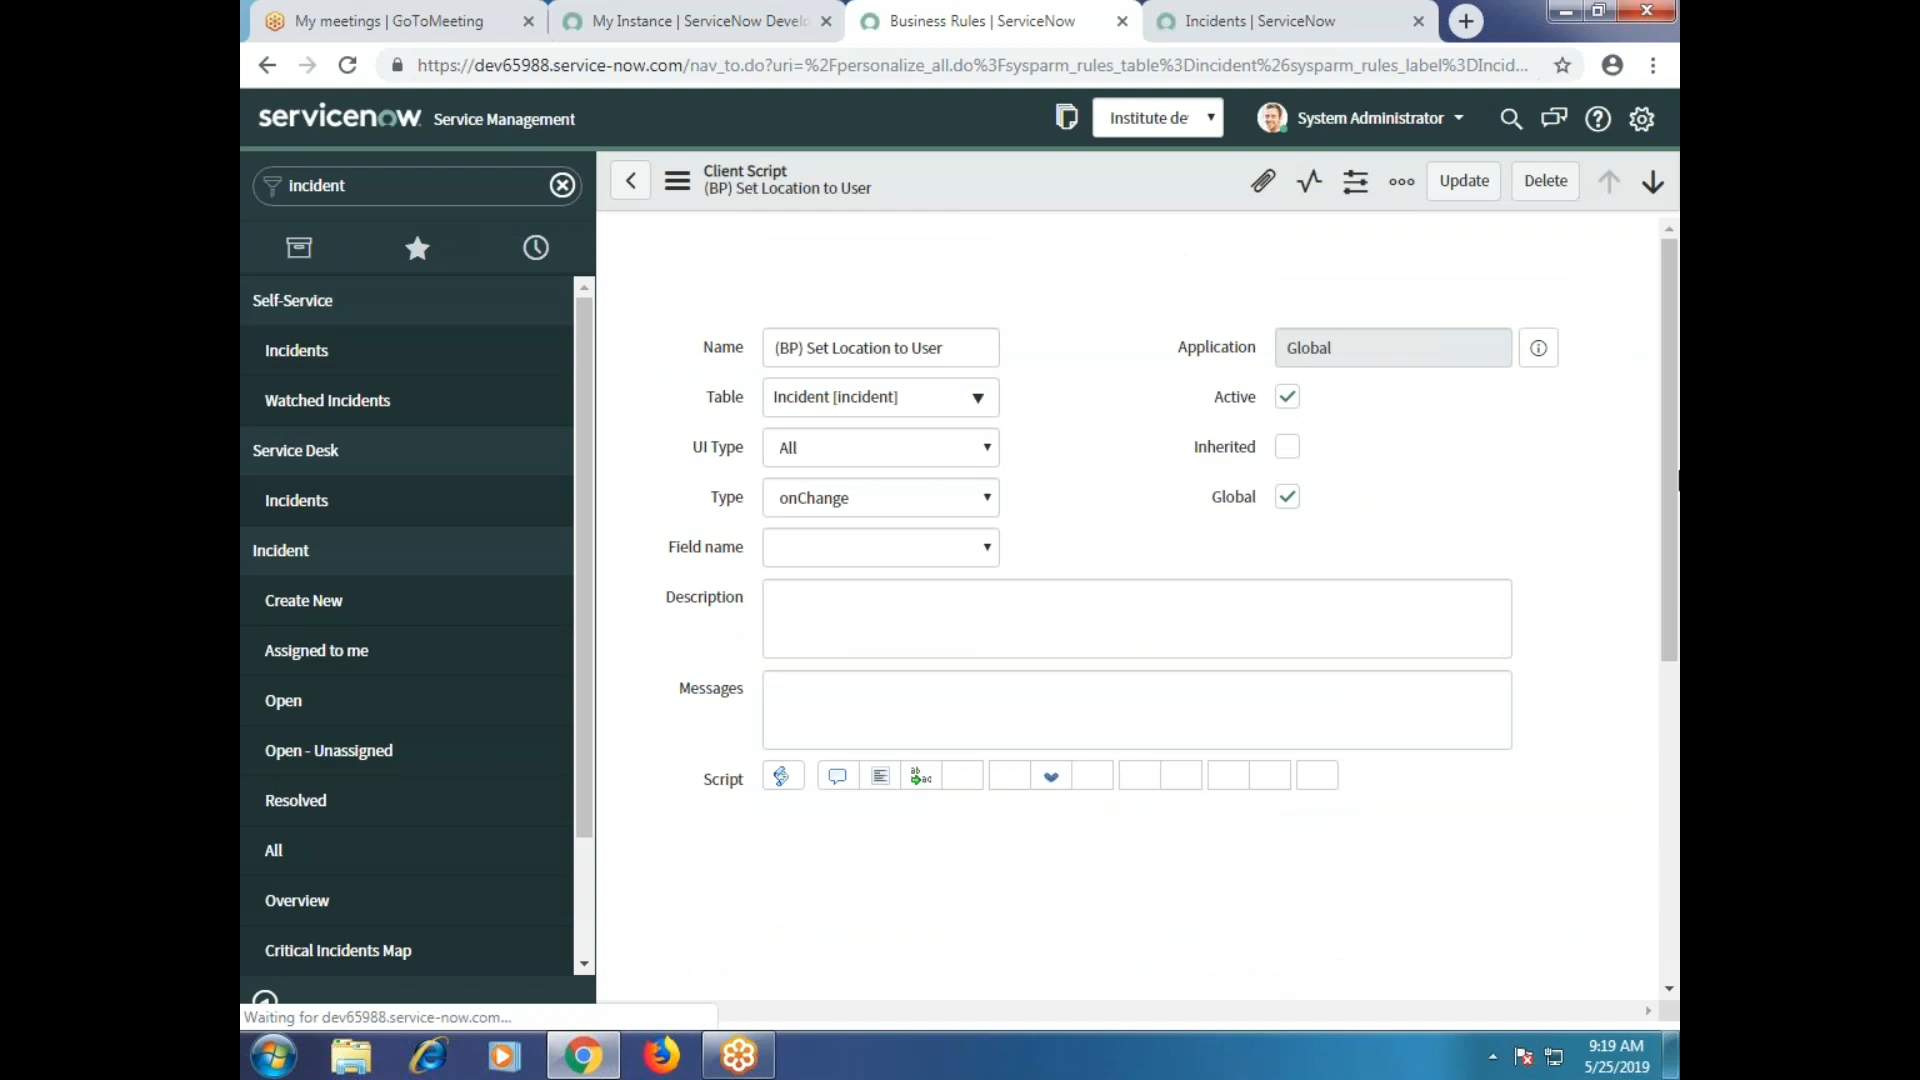 My meetings | GoToMeeting
My Instance | ServiceNow Develo
Business Rules | ServiceNow
Incidents | ServiceNow
https://dev65988.service-now.com/nav_to.do?uri=%2Fpersonalize_all.do%3Fsysparm_rules_table%3Dincident%26sysparm_rules_label%3DIncid...
servicenow Service Management
Institute de
System Administrator
incident
Client Script
(BP) Set Location to User
Update
Delete
Self-Service
Incidents
Watched Incidents
Service Desk
Incidents
Incident
Create New
Assigned to me
Open
Open - Unassigned
Resolved
All
Overview
Critical Incidents Map
Name
(BP) Set Location to User
Application
Global
Table
Incident [incident]
Active
UI Type
All
Inherited
Type
onChange
Global
Field name
Description
Messages
Script
ab
ac
Waiting for dev65988.service-now.com...
9:19 AM
5/25/2019